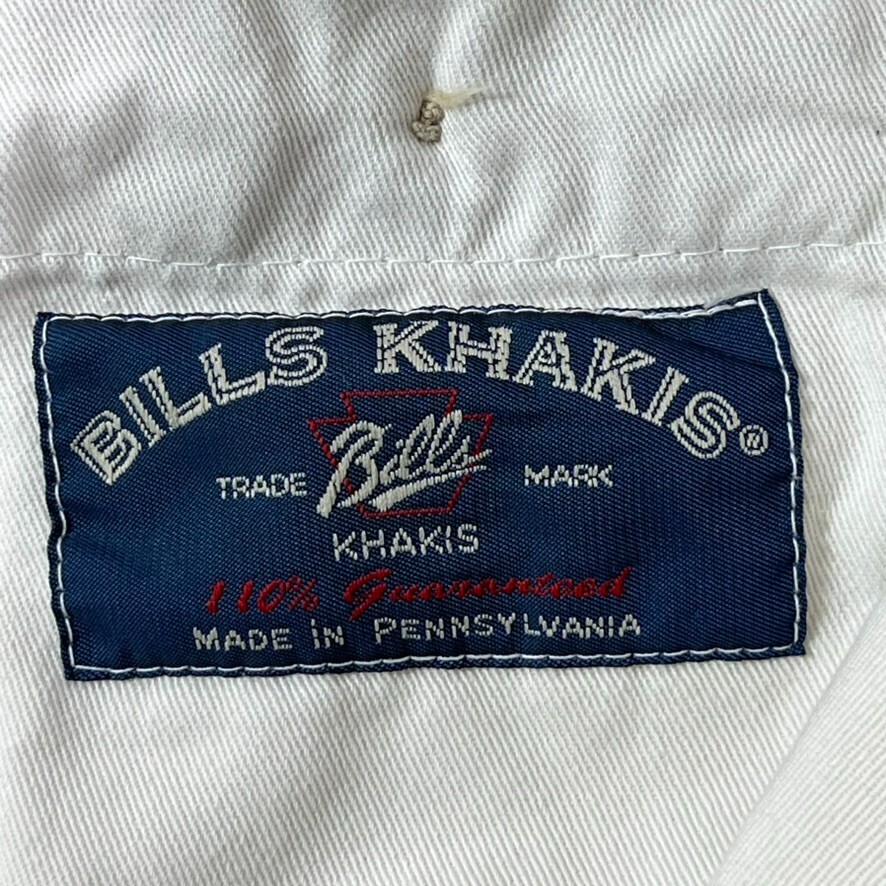 BILLS KHAKIS®
TRADE Bills MARK
KHAKIS
110% Guaranteed
MADE iN PENNSYLVANIA